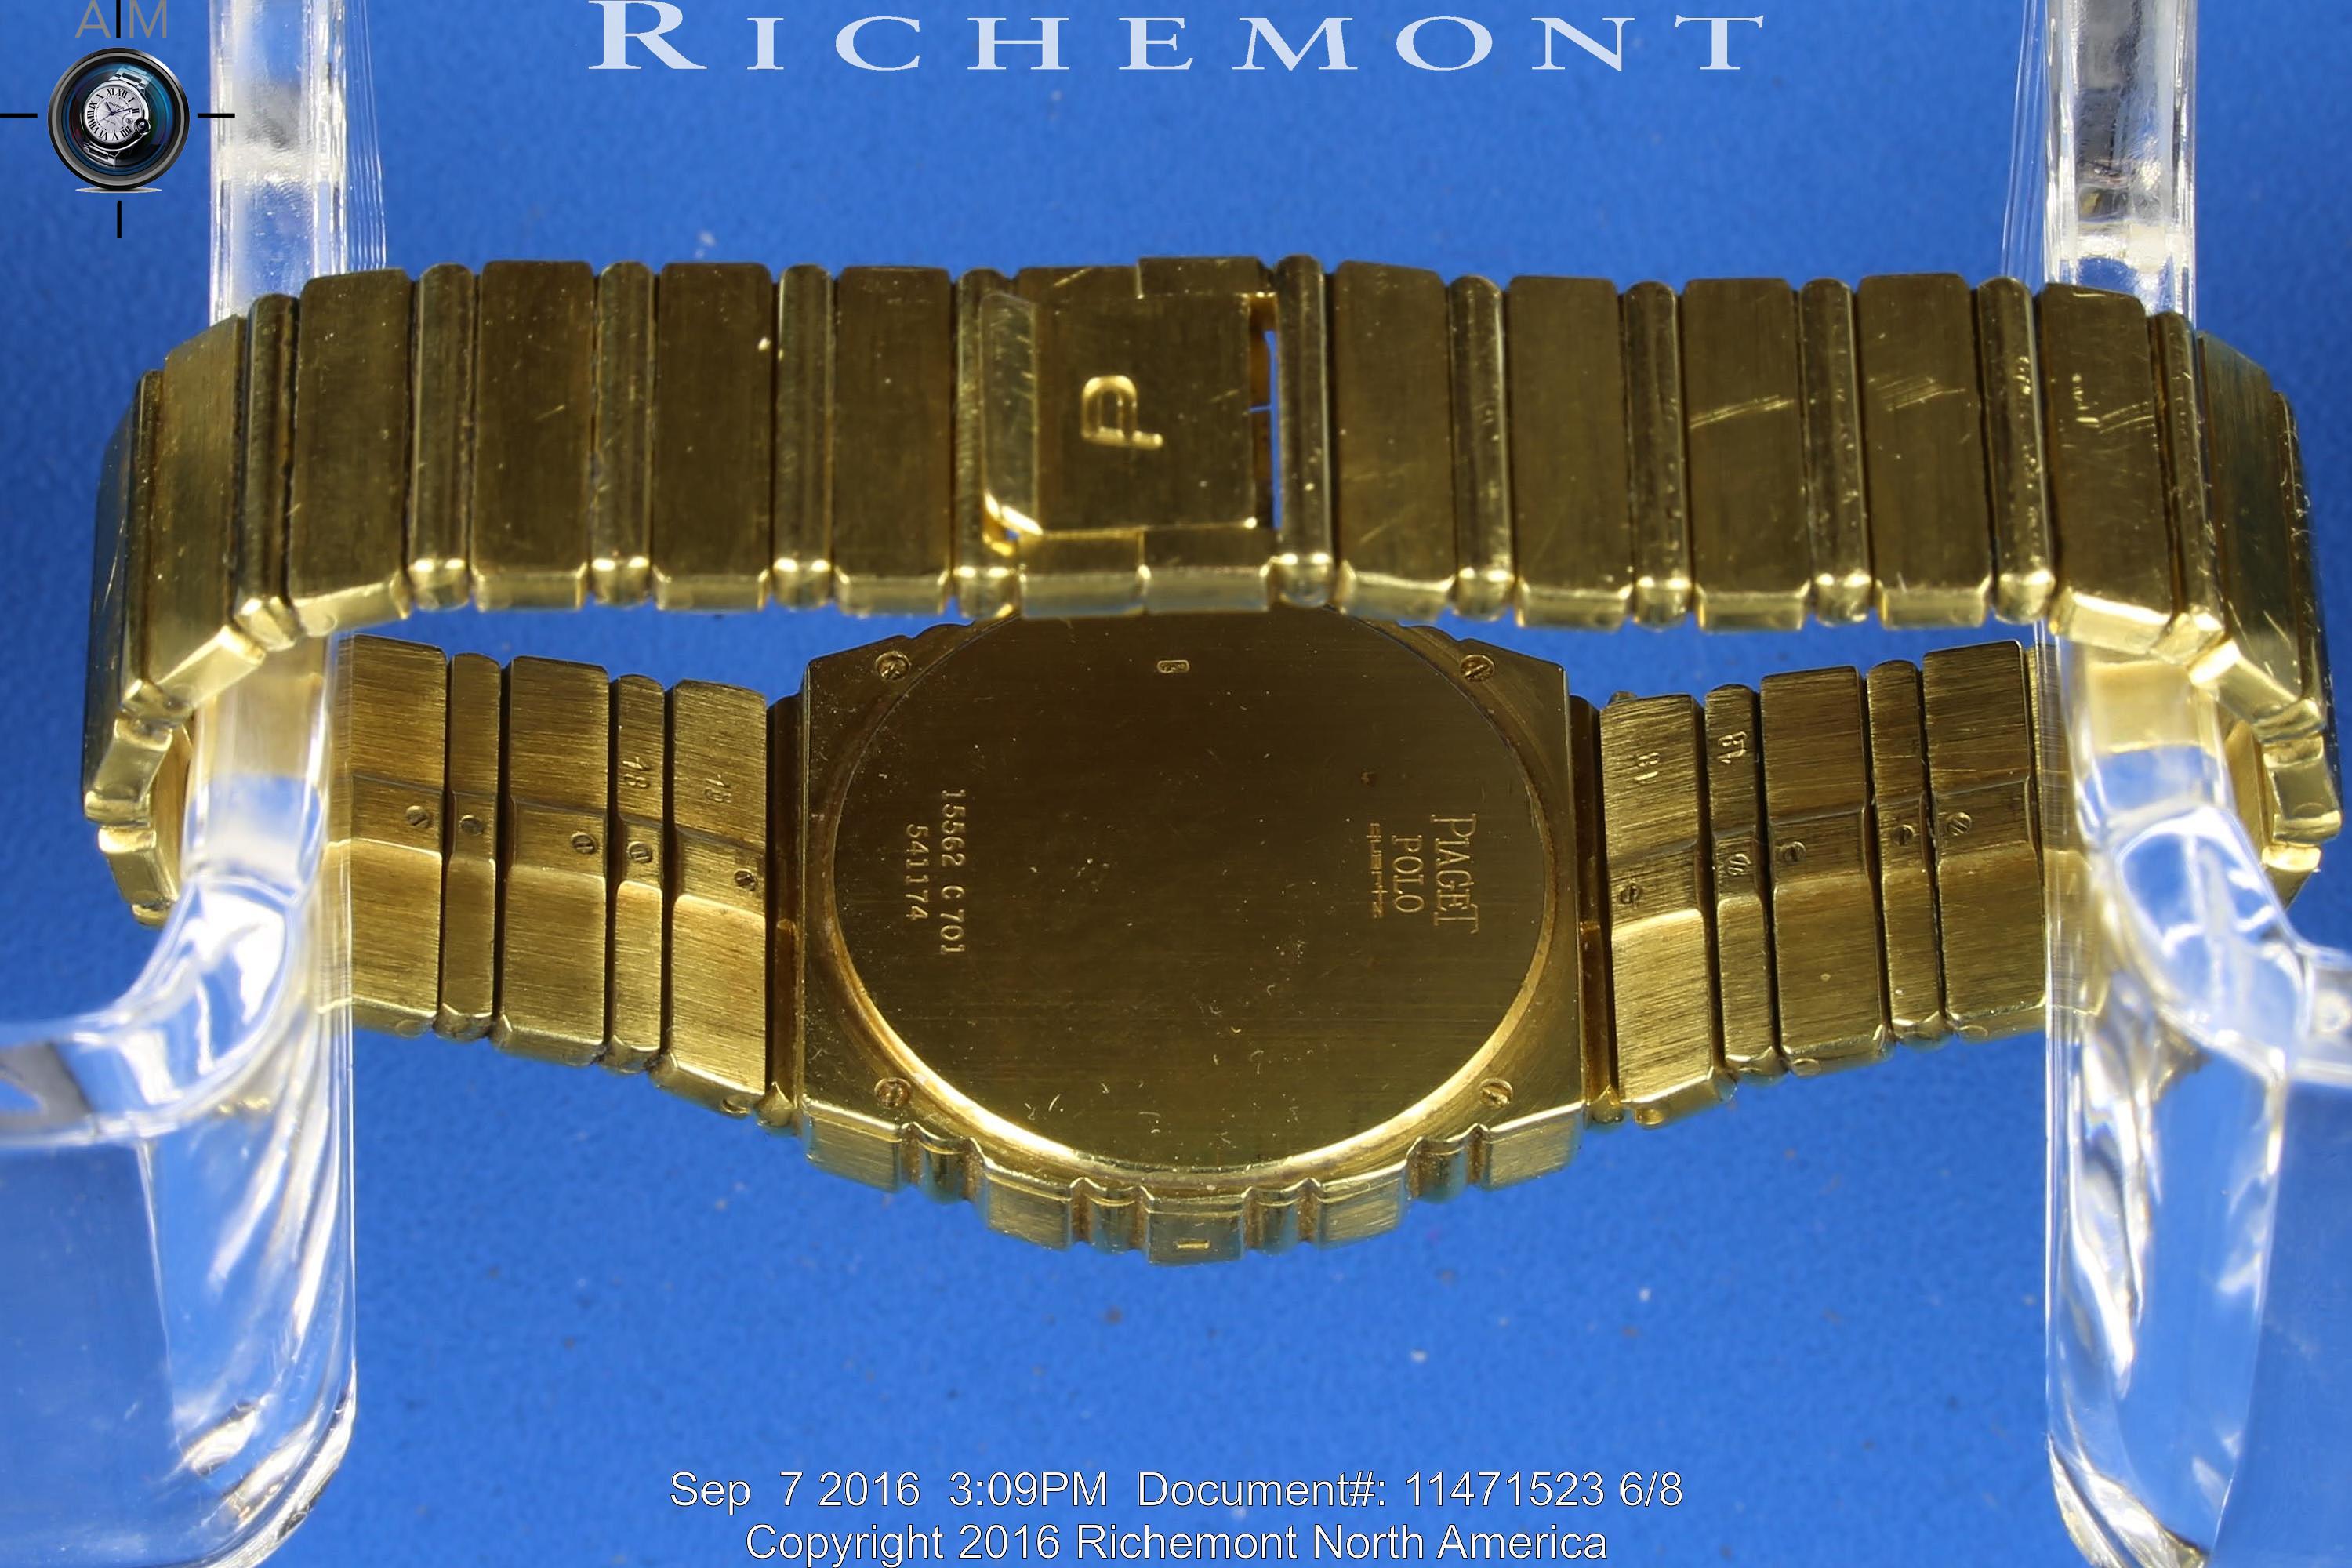 AIM
RICHEMONT
P
18
18
18
18
PIAGET
POLO
quartz
15562 C 701
541174
Sep 7 2016 3:09PM Document#: 11471523 6/8
Copyright 2016 Richemont North America